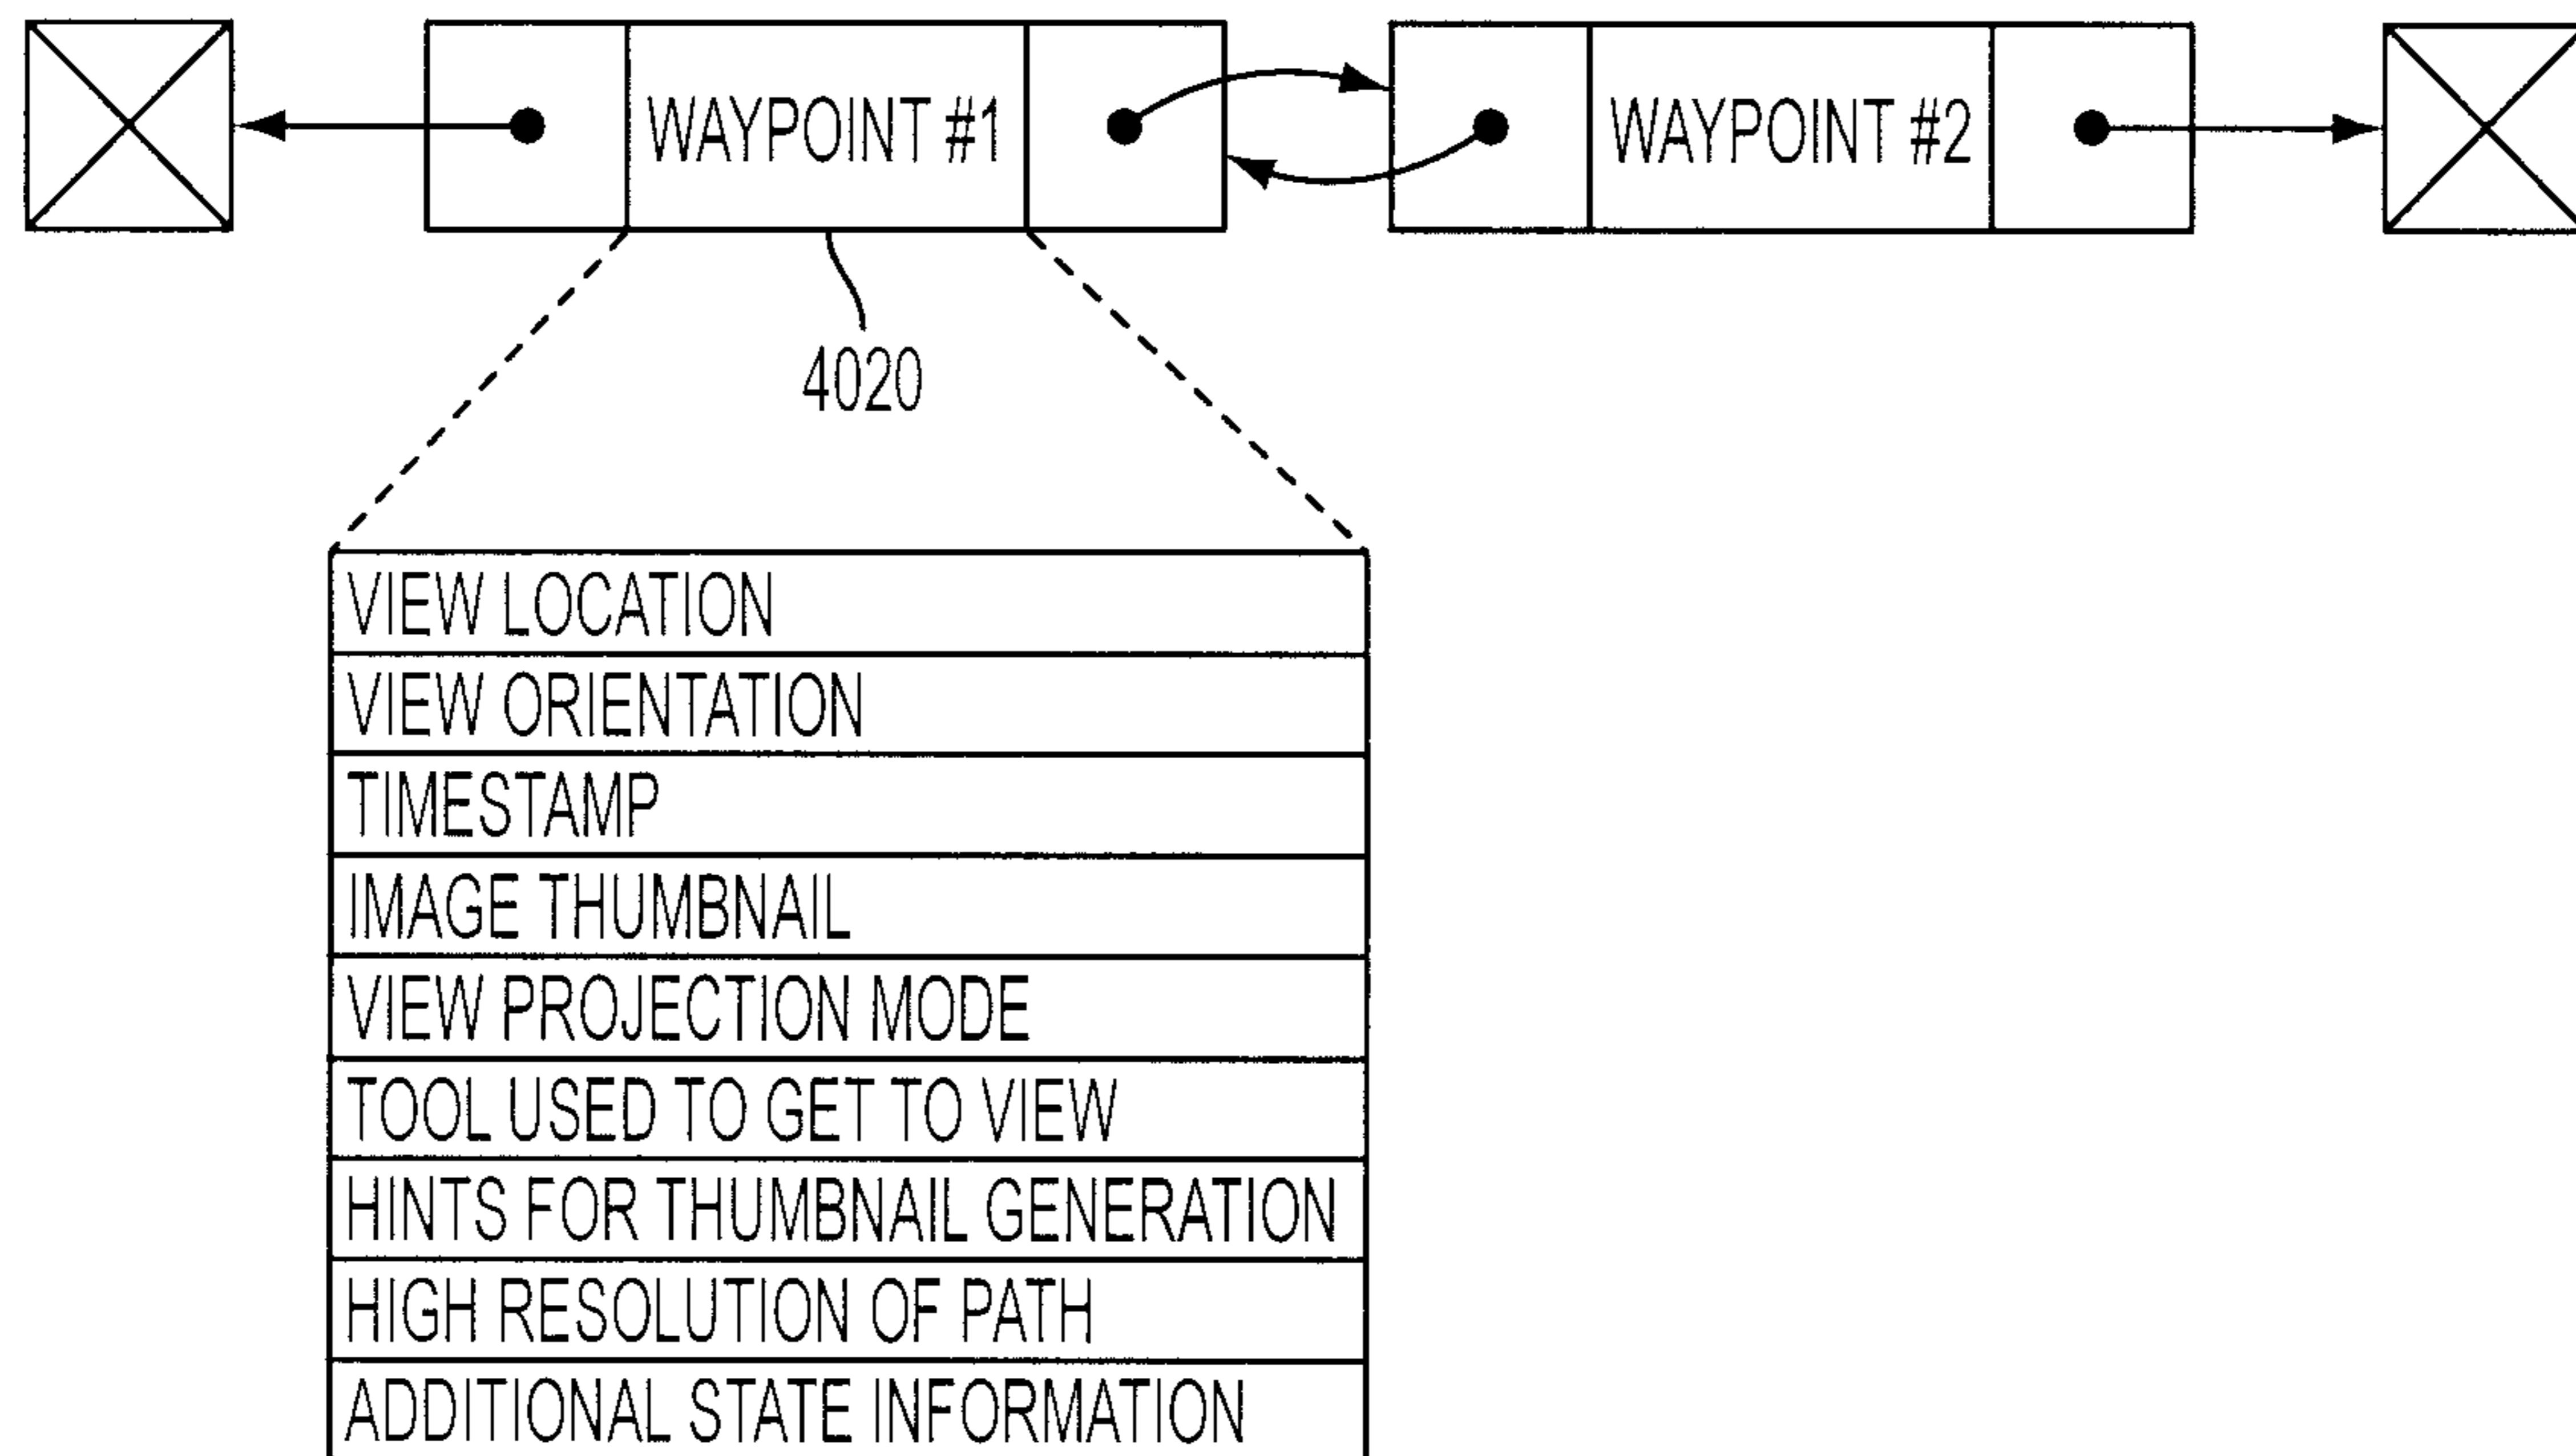 WAYPOINT #1
WAYPOINT #2
4020
VIEW LOCATION
VIEW ORIENTATION
TIMESTAMP
IMAGE THUMBNAIL
VIEW PROJECTION MODE
TOOL USED TO GET TO VIEW
HINTS FOR THUMBNAIL GENERATION
HIGH RESOLUTION OF PATH
ADDITIONAL STATE INFORMATION